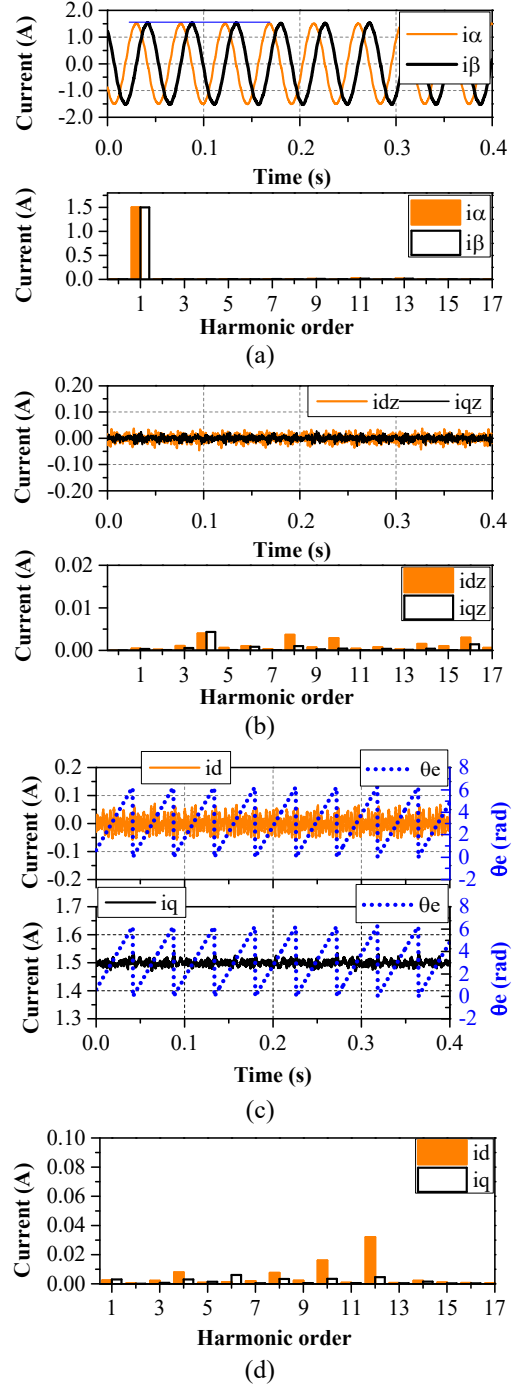 2.0
1.0
0.0
-1.0
-2.0
Current (A)
iα
iβ
0.0 0.1 0.2 0.3 0.4
Time (s)
1.5
1.0
0.5
0.0
Current (A)
iα
iβ
1 3 5 7 9 11 13 15 17
Harmonic order
(a)
0.20
0.10
0.00
-0.10
-0.20
Current (A)
idz iqz
0.0 0.1 0.2 0.3 0.4
Time (s)
0.02
0.01
0.00
Current (A)
idz
iqz
1 3 5 7 9 11 13 15 17
Harmonic order
(b)
id θe
0.2
0.1
0.0
-0.1
-0.2
Current (A)
8
6
4
2
0
-2
θe (rad)
iq θe
1.7
1.6
1.5
1.4
1.3
Current (A)
8
6
4
2
0
-2
θe (rad)
0.0 0.1 0.2 0.3 0.4
Time (s)
(c)
0.10
0.08
0.06
0.04
0.02
0.00
Current (A)
id
iq
1 3 5 7 9 11 13 15 17
Harmonic order
(d)